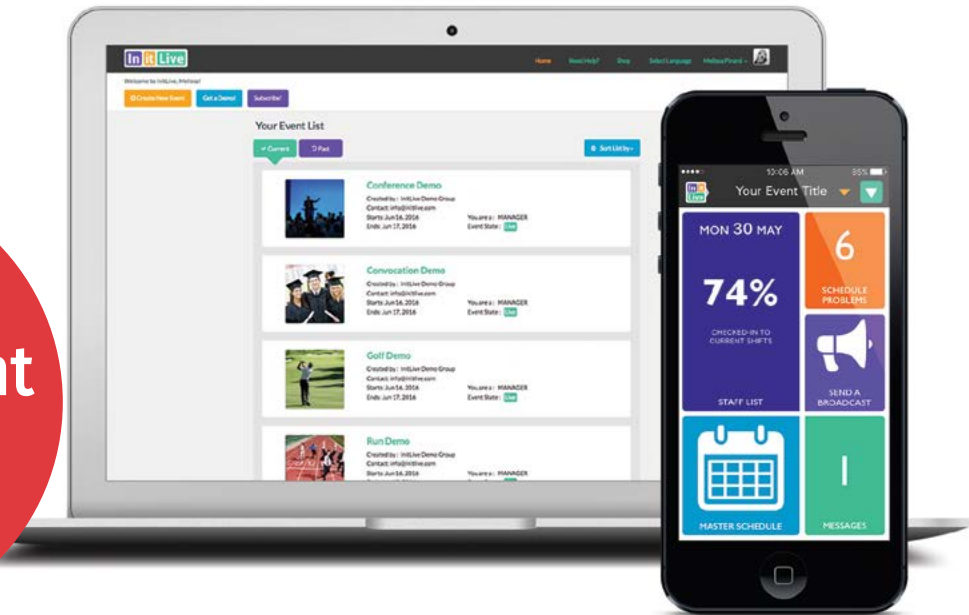 In it Live
Home Need Help? Shop Select Language Melissa Pinard
Welcome to InitLive, Melissa!
Create New Event Get a Demo! Subscribe!
Your Event List
Current Past Sort List by
Conference Demo
Created by: InitLive Demo Group
Contact: info@initlive.com
Starts: Jun 16, 2016 You are a: MANAGER
Ends: Jun 17, 2016 Event State: Live
Convocation Demo
Created by: InitLive Demo Group
Contact: info@initlive.com
Starts: Jun 16, 2016 You are a: MANAGER
Ends: Jun 17, 2016 Event State: Live
Golf Demo
Created by: InitLive Demo Group
Contact: info@initlive.com
Starts: Jun 16, 2016 You are a: MANAGER
Ends: Jun 17, 2016 Event State: Live
Run Demo
Created by: InitLive Demo Group
Contact: info@initlive.com
Starts: Jun 16, 2016 You are a: MANAGER
nt
10:06 AM 85%
In it Live
Your Event Title
MON 30 MAY
74%
CHECKED-IN TO
CURRENT SHIFTS
STAFF LIST
6
SCHEDULE
PROBLEMS
SEND A
BROADCAST
MASTER SCHEDULE
1
MESSAGES